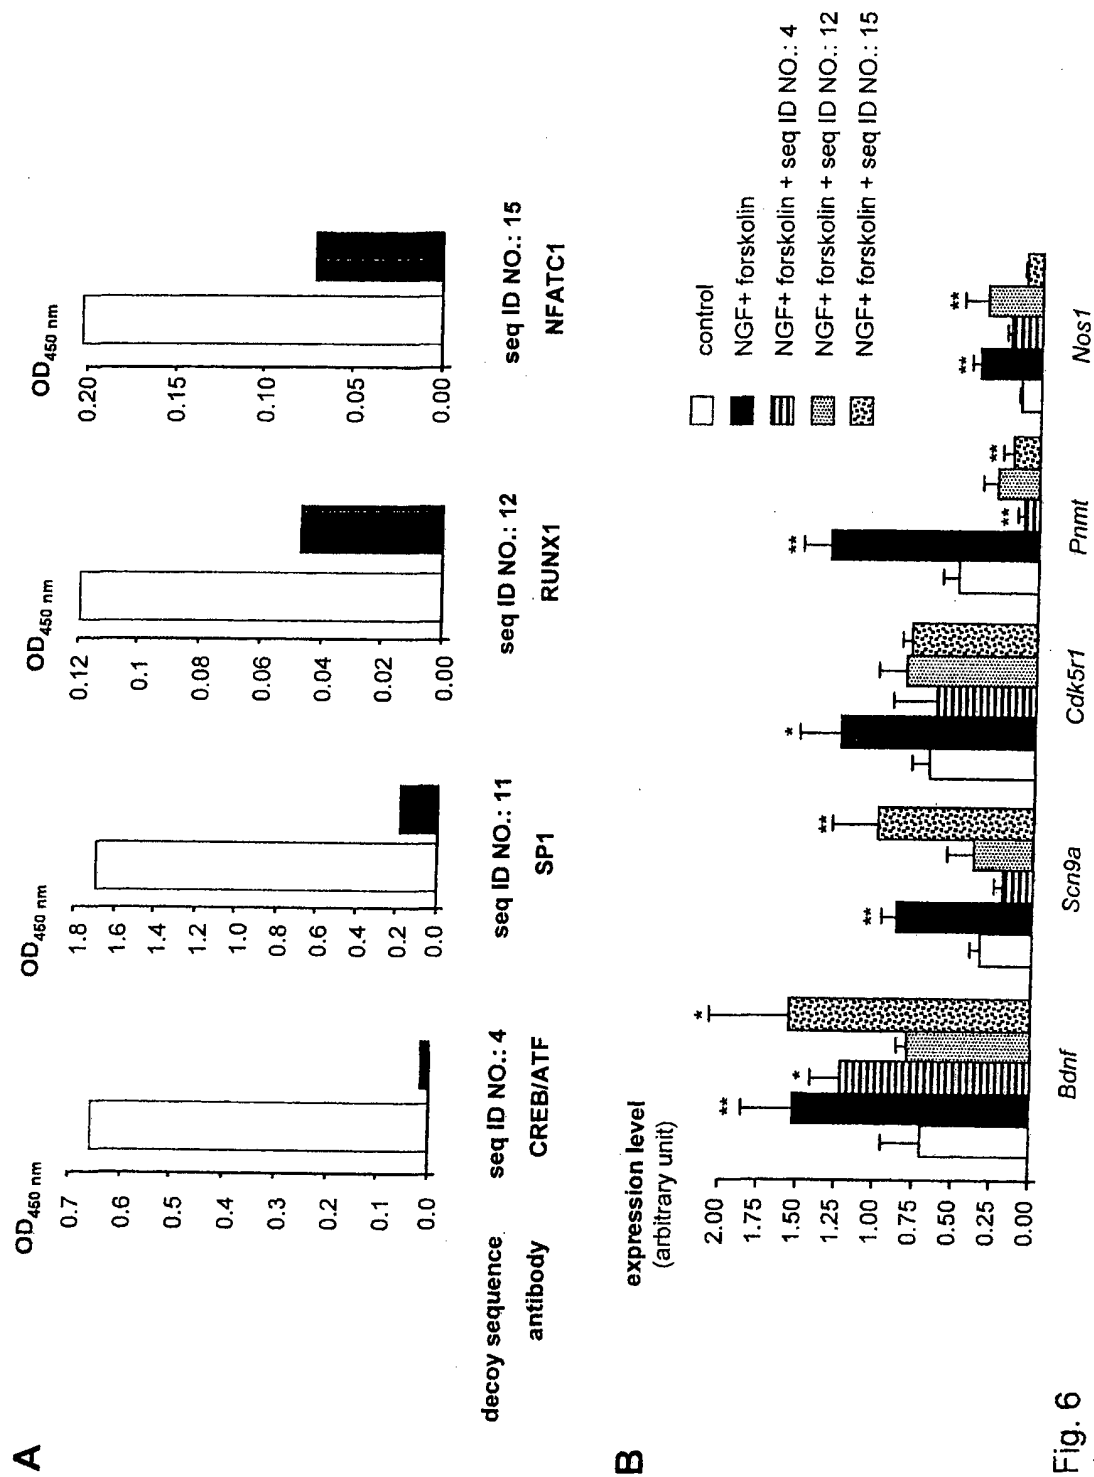 A
OD450 nm
0.7
0.6
0.5
0.4
0.3
0.2
0.1
0.0
OD450 nm
1.8
1.6
1.4
1.2
1.0
0.8
0.6
0.4
0.2
0.0
OD450 nm
0.12
0.1
0.08
0.06
0.04
0.02
0.00
OD450 nm
0.20
0.15
0.10
0.05
0.00
decoy sequence seq ID NO.: 4 seq ID NO.: 11 seq ID NO.: 12 seq ID NO.: 15
antibody CREB/ATF SP1 RUNX1 NFATC1
B
expression level
(arbitrary unit)
2.00
1.75
1.50
1.25
1.00
0.75
0.50
0.25
0.00
** * *
** **
*
** ** **
** **
control
NGF+ forskolin
NGF+ forskolin + seq ID NO.: 4
NGF+ forskolin + seq ID NO.: 12
NGF+ forskolin + seq ID NO.: 15
Bdnf Scn9a Cdk5r1 Pnmt Nos1
Fig. 6